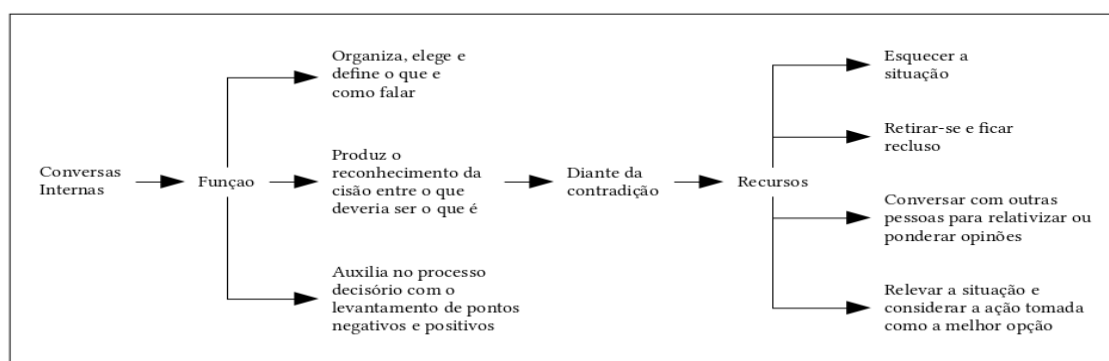 Conversas
Internas
Funçao
Organiza, elege e
define o que e
como falar
Produz o
reconhecimento da
cisão entre o que
deveria ser o que é
Auxilia no processo
decisório com o
levantamento de pontos
negativos e positivos
Diante da
contradição
Recursos
Esquecer a
situação
Retirar-se e ficar
recluso
Conversar com outras
pessoas para relativizar ou
ponderar opinões
Relevar a situação e
considerar a ação tomada
como a melhor opção